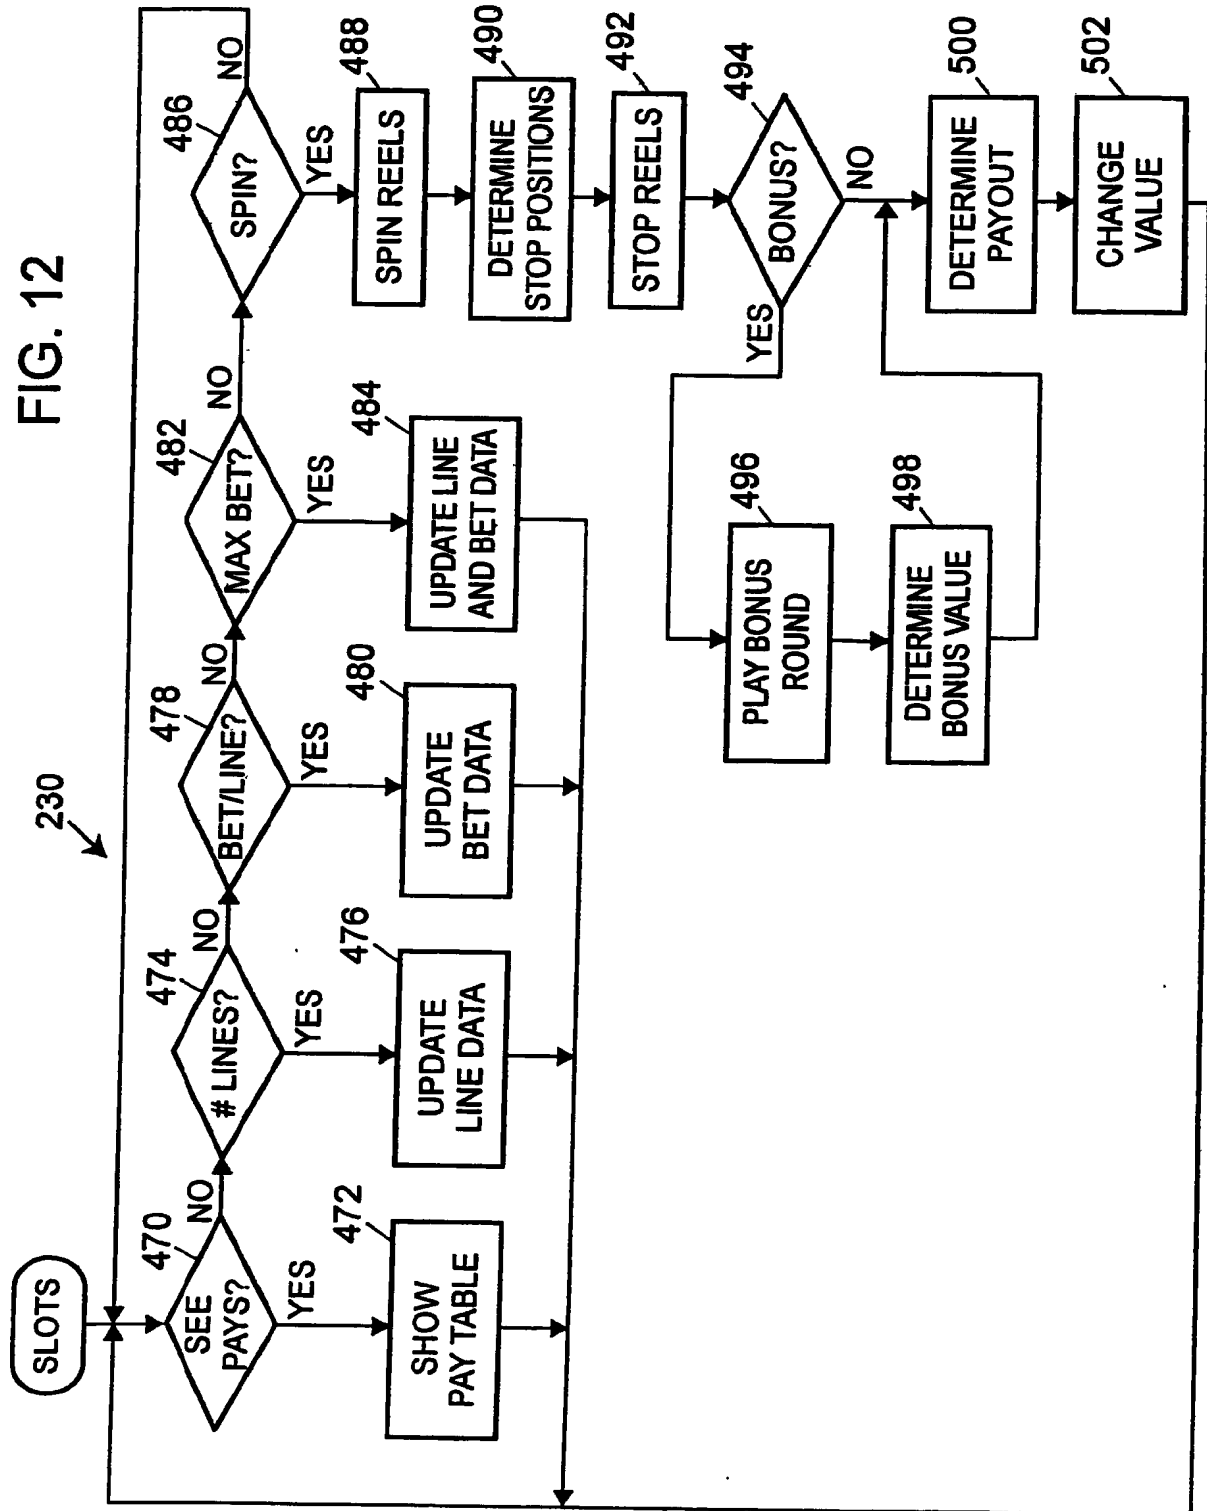 FIG. 12
230
SLOTS
SEE
PAYS?
470
NO
YES
SHOW
PAY TABLE
472
# LINES?
474
NO
YES
UPDATE
LINE DATA
476
BET/LINE?
478
NO
YES
UPDATE
BET DATA
480
MAX BET?
482
NO
YES
UPDATE LINE
AND BET DATA
484
SPIN?
486
NO
YES
SPIN REELS
488
DETERMINE
STOP POSITIONS
490
STOP REELS
492
BONUS?
494
YES
NO
PLAY BONUS
ROUND
496
DETERMINE
BONUS VALUE
498
DETERMINE
PAYOUT
500
CHANGE
VALUE
502